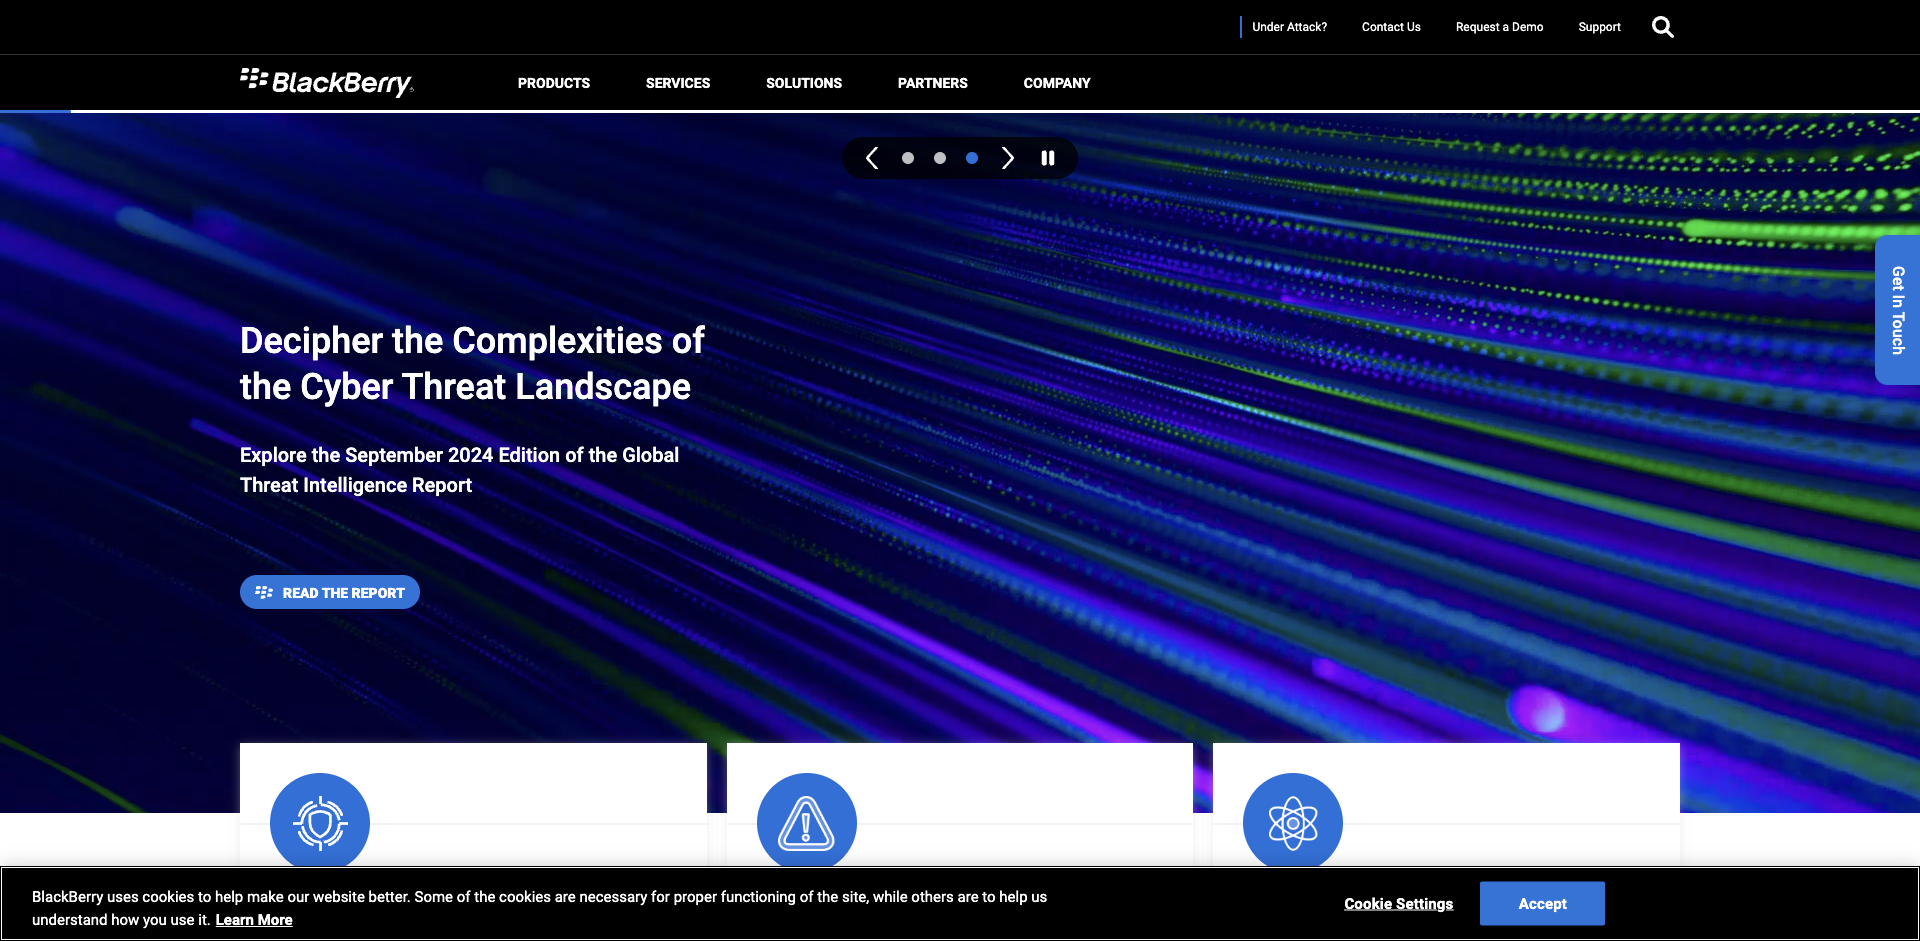 Under Attack?
Contact Us
Request a Demo
Support
BlackBerry
PRODUCTS
SERVICES
SOLUTIONS
PARTNERS
COMPANY
Get In Touch
Decipher the Complexities of
the Cyber Threat Landscape
Explore the September 2024 Edition of the Global
Threat Intelligence Report
READ THE REPORT
BlackBerry uses cookies to help make our website better. Some of the cookies are necessary for proper functioning of the site, while others are to help us
understand how you use it. Learn More
Cookie Settings
Accept